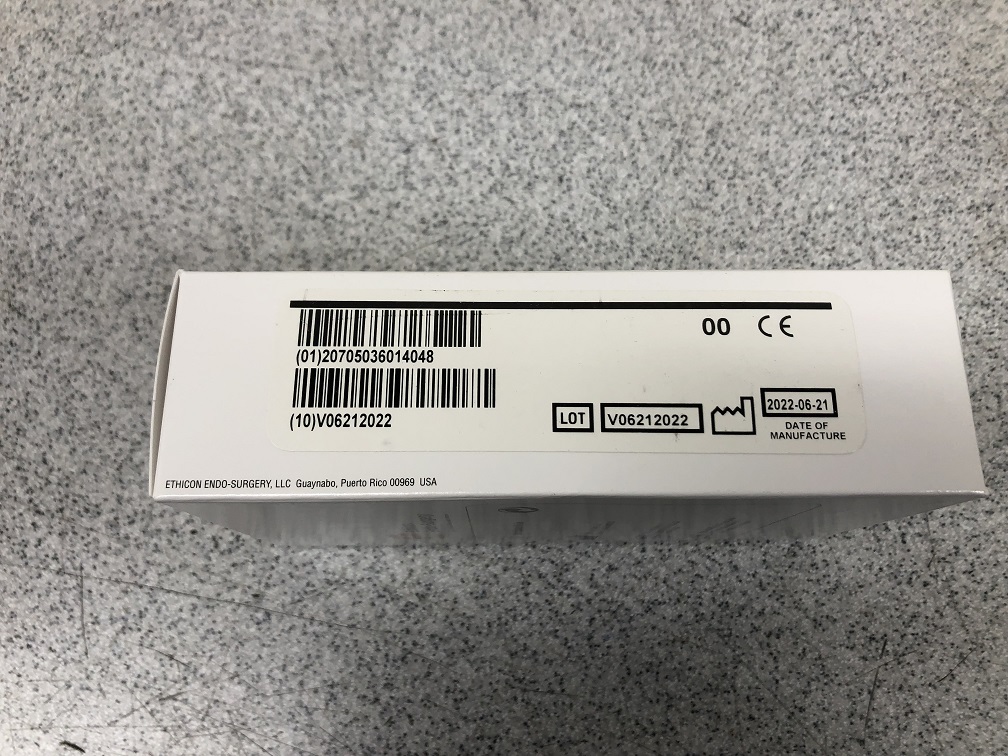 00 CE
(01)20705036014048
(10)V06212022
LOT V06212022 2022-06-21
DATE OF
MANUFACTURE
ETHICON ENDO-SURGERY, LLC Guaynabo, Puerto Rico 00969 USA